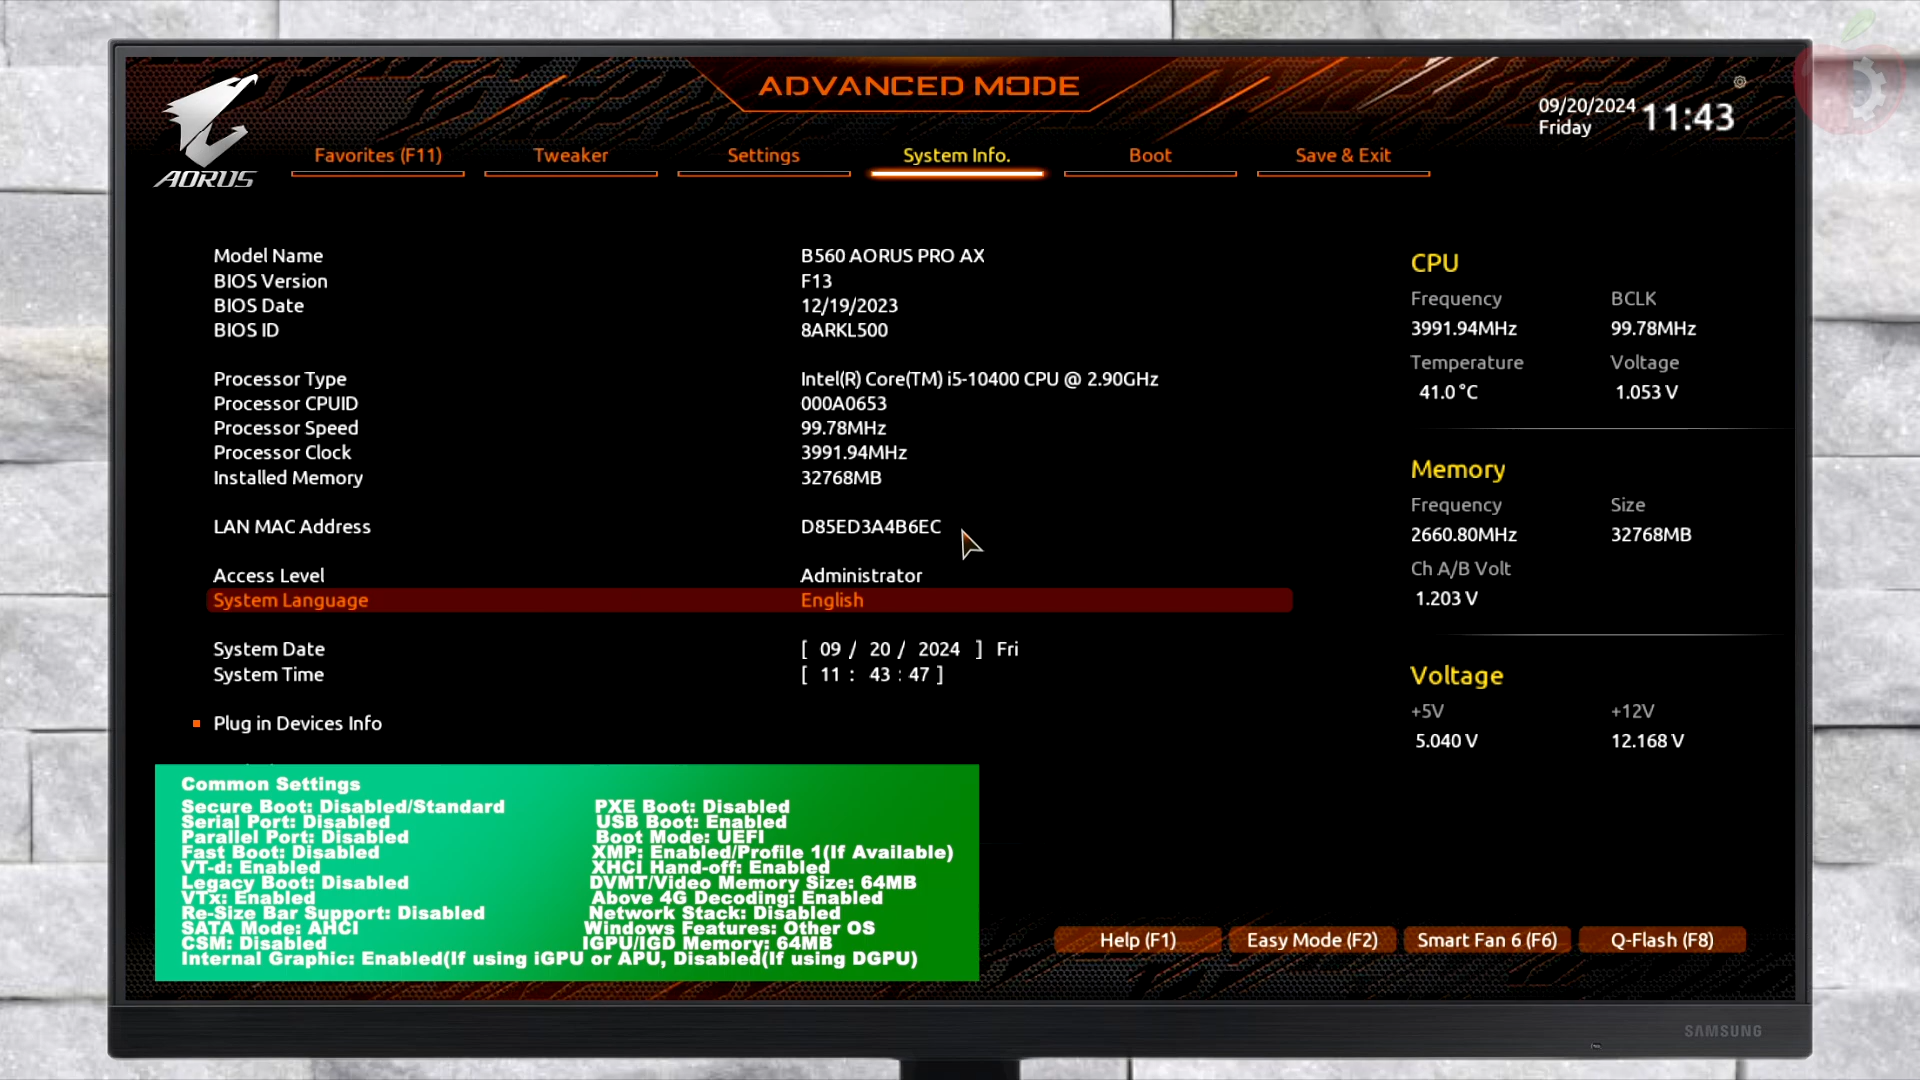 ADVANCED MODE
09/20/2024
Friday
11:43
AORUS
Favorites (F11)
Tweaker
Settings
System Info.
Boot
Save & Exit
Model Name B560 AORUS PRO AX
BIOS Version F13
BIOS Date 12/19/2023
BIOS ID 8ARKL500
Processor Type Intel(R) Core(TM) i5-10400 CPU @ 2.90GHz
Processor CPUID 000A0653
Processor Speed 99.78MHz
Processor Clock 3991.94MHz
Installed Memory 32768MB
LAN MAC Address D85ED3A4B6EC
Access Level Administrator
System Language English
System Date [ 09 / 20 / 2024 ] Fri
System Time [ 11 : 43 : 47 ]
Plug in Devices Info
CPU
Frequency BCLK
3991.94MHz 99.78MHz
Temperature Voltage
41.0 °C 1.053 V
Memory
Frequency Size
2660.80MHz 32768MB
Ch A/B Volt
1.203 V
Voltage
+5V +12V
5.040 V 12.168 V
Common Settings
Secure Boot: Disabled/Standard PXE Boot: Disabled
Serial Port: Disabled USB Boot: Enabled
Parallel Port: Disabled Boot Mode: UEFI
Fast Boot: Disabled XMP: Enabled/Profile 1(If Available)
VT-d: Enabled XHCI Hand-off: Enabled
Legacy Boot: Disabled DVMT/Video Memory Size: 64MB
VTx: Enabled Above 4G Decoding: Enabled
Re-Size Bar Support: Disabled Network Stack: Disabled
SATA Mode: AHCI Windows Features: Other OS
CSM: Disabled IGPU/IGD Memory: 64MB
Internal Graphic: Enabled(If using iGPU or APU, Disabled(If using DGPU)
Help (F1)
Easy Mode (F2)
Smart Fan 6 (F6)
Q-Flash (F8)
SAMSUNG